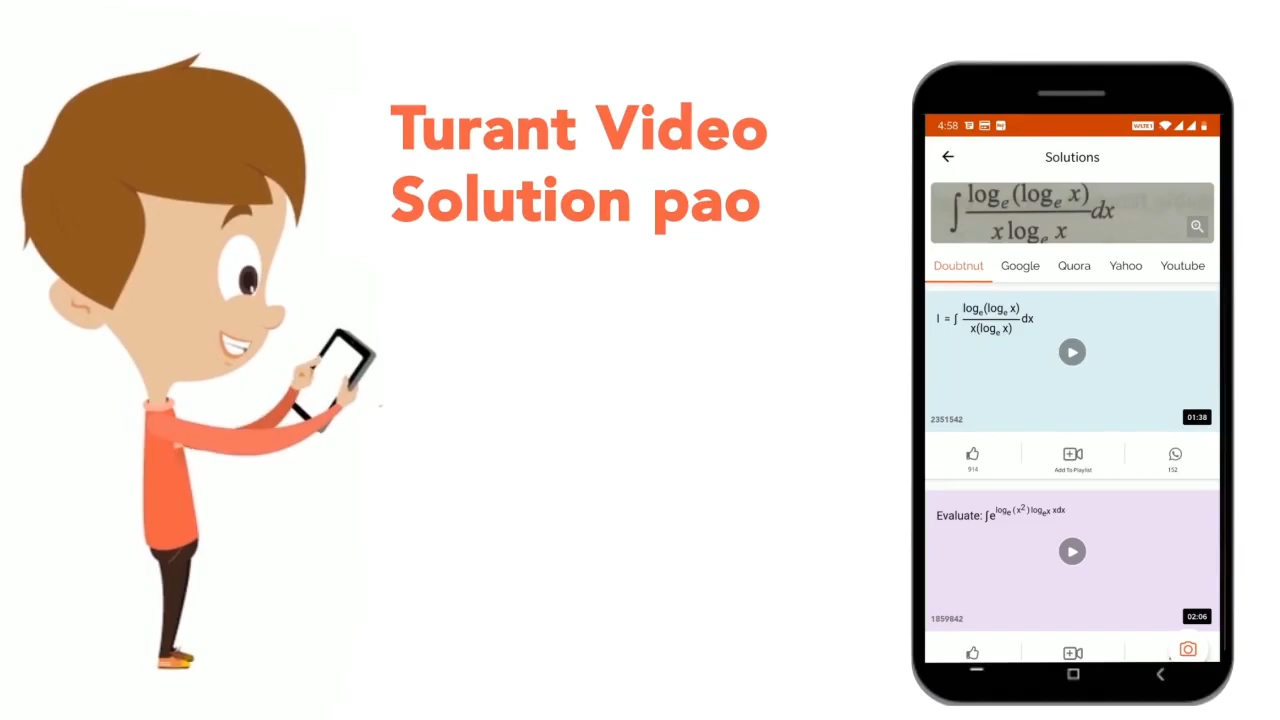 Turant Video
Solution pao
4:58
Solutions
∫ logₑ(logₑ x) / x logₑ x dx
Doubtnut Google Quora Yahoo Youtube
I = ∫ logₑ(logₑ x) / x(logₑ x) dx
2351542 01:38
914 Add To Playlist 152
Evaluate: ∫e^logₑ(x²)logₑx xdx
1859842 02:06